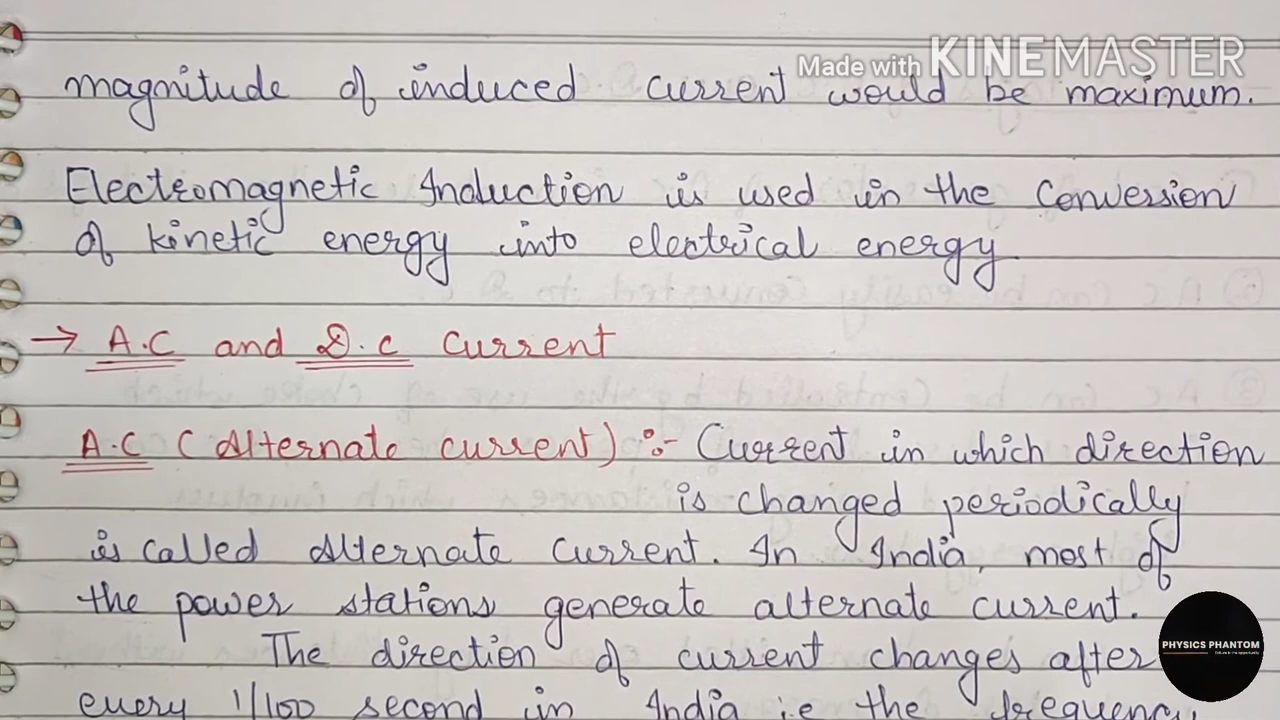 Made with KINEMASTER
magnitude of induced current would be maximum.
Electromagnetic Induction is used in the conversion
of kinetic energy into electrical energy
→ A.C and D.C current
A.C (Alternate current) :- Current in which direction
is changed periodically
is called alternate current. In India, most of
the power stations generate alternate current.
The direction of current changes after
every 1/100 second in India i.e the frequency
PHYSICS PHANTOM